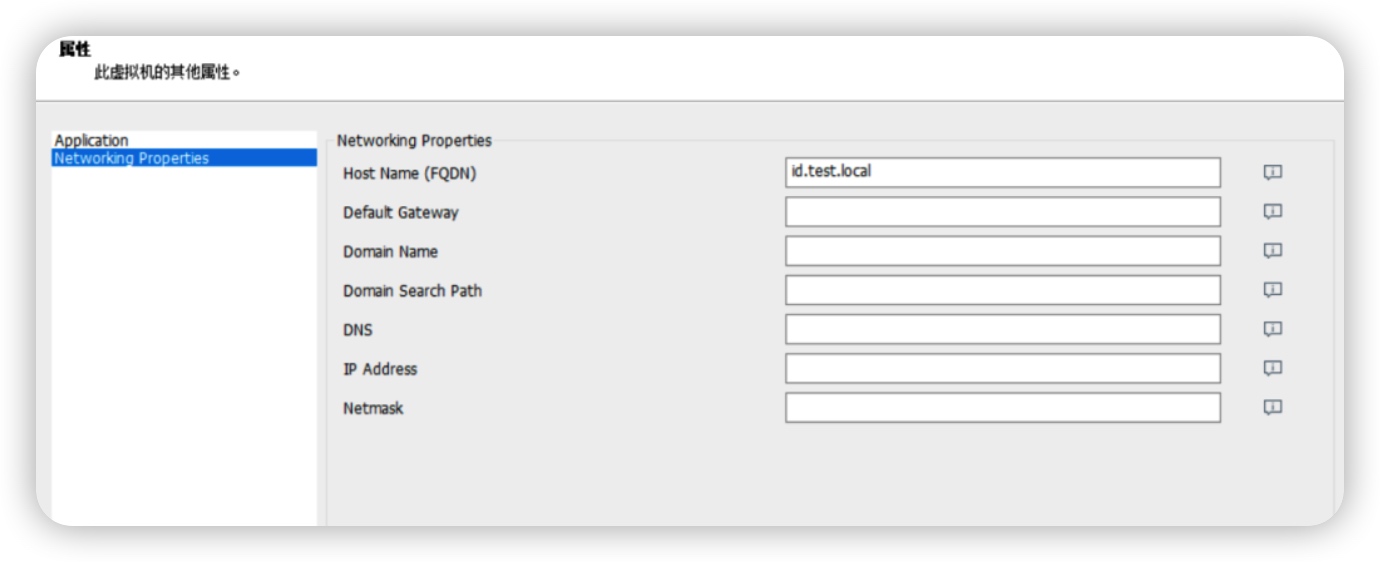 属性
此虚拟机的其他属性。
Application
Networking Properties
Networking Properties
Host Name (FQDN)
id.test.local
Default Gateway
Domain Name
Domain Search Path
DNS
IP Address
Netmask